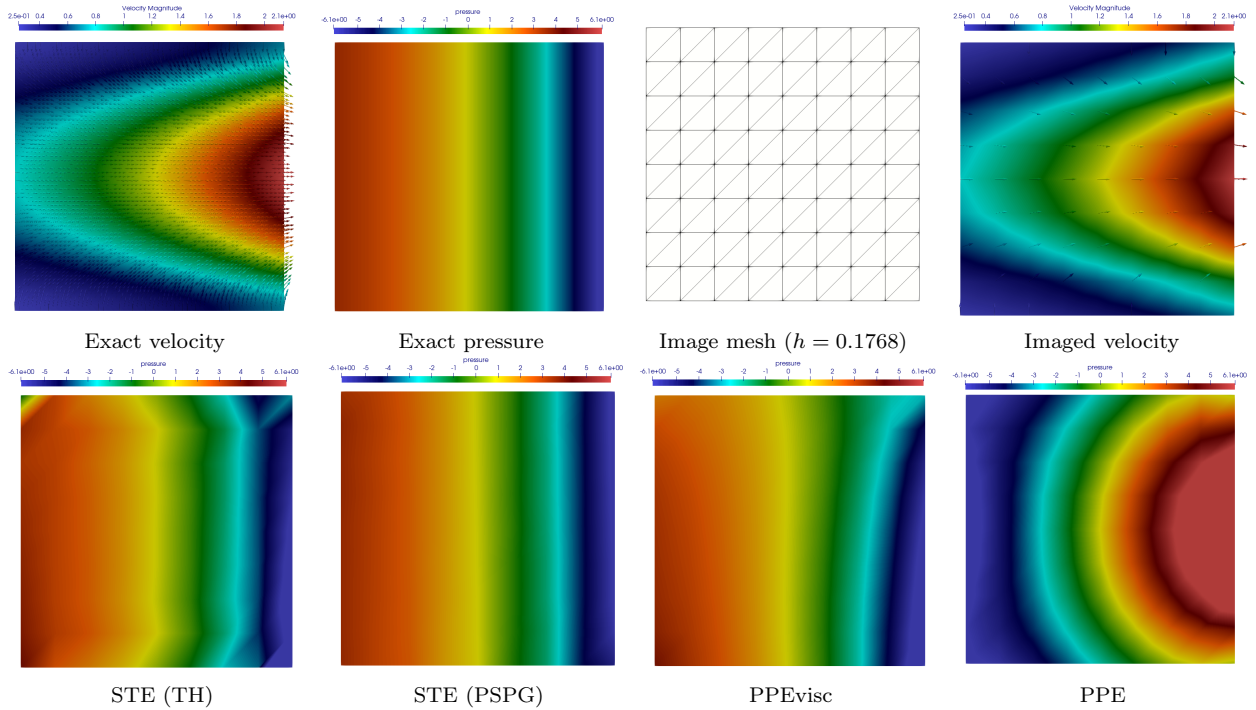 Velocity Magnitude
2.5e-01 0.4 0.6 0.8 1 1.2 1.4 1.6 1.8 2 2.1e+00
pressure
-6.1e+00 -4 -3 -2 -1 0 1 2 3 4 5 6.1e+00
Velocity Magnitude
2.5e-01 0.4 0.6 0.8 1 1.2 1.4 1.6 1.8 2 2.1e+00
Exact velocity
Exact pressure
Image mesh (h = 0.1768)
Imaged velocity
pressure
-6.1e+00 -5 -4 -3 -2 -1 0 1 2 3 4 5 6.1e+00
pressure
-6.1e+00 -5 -4 -3 -2 -1 0 1 2 3 4 5 6.1e+00
pressure
-6.1e+00 -4 -3 -2 -1 0 1 2 3 4 5 6.1e+00
pressure
-6.1e+00 -4 -3 -2 -1 0 1 2 3 4 5 6.1e+00
STE (TH)
STE (PSPG)
PPEvisc
PPE